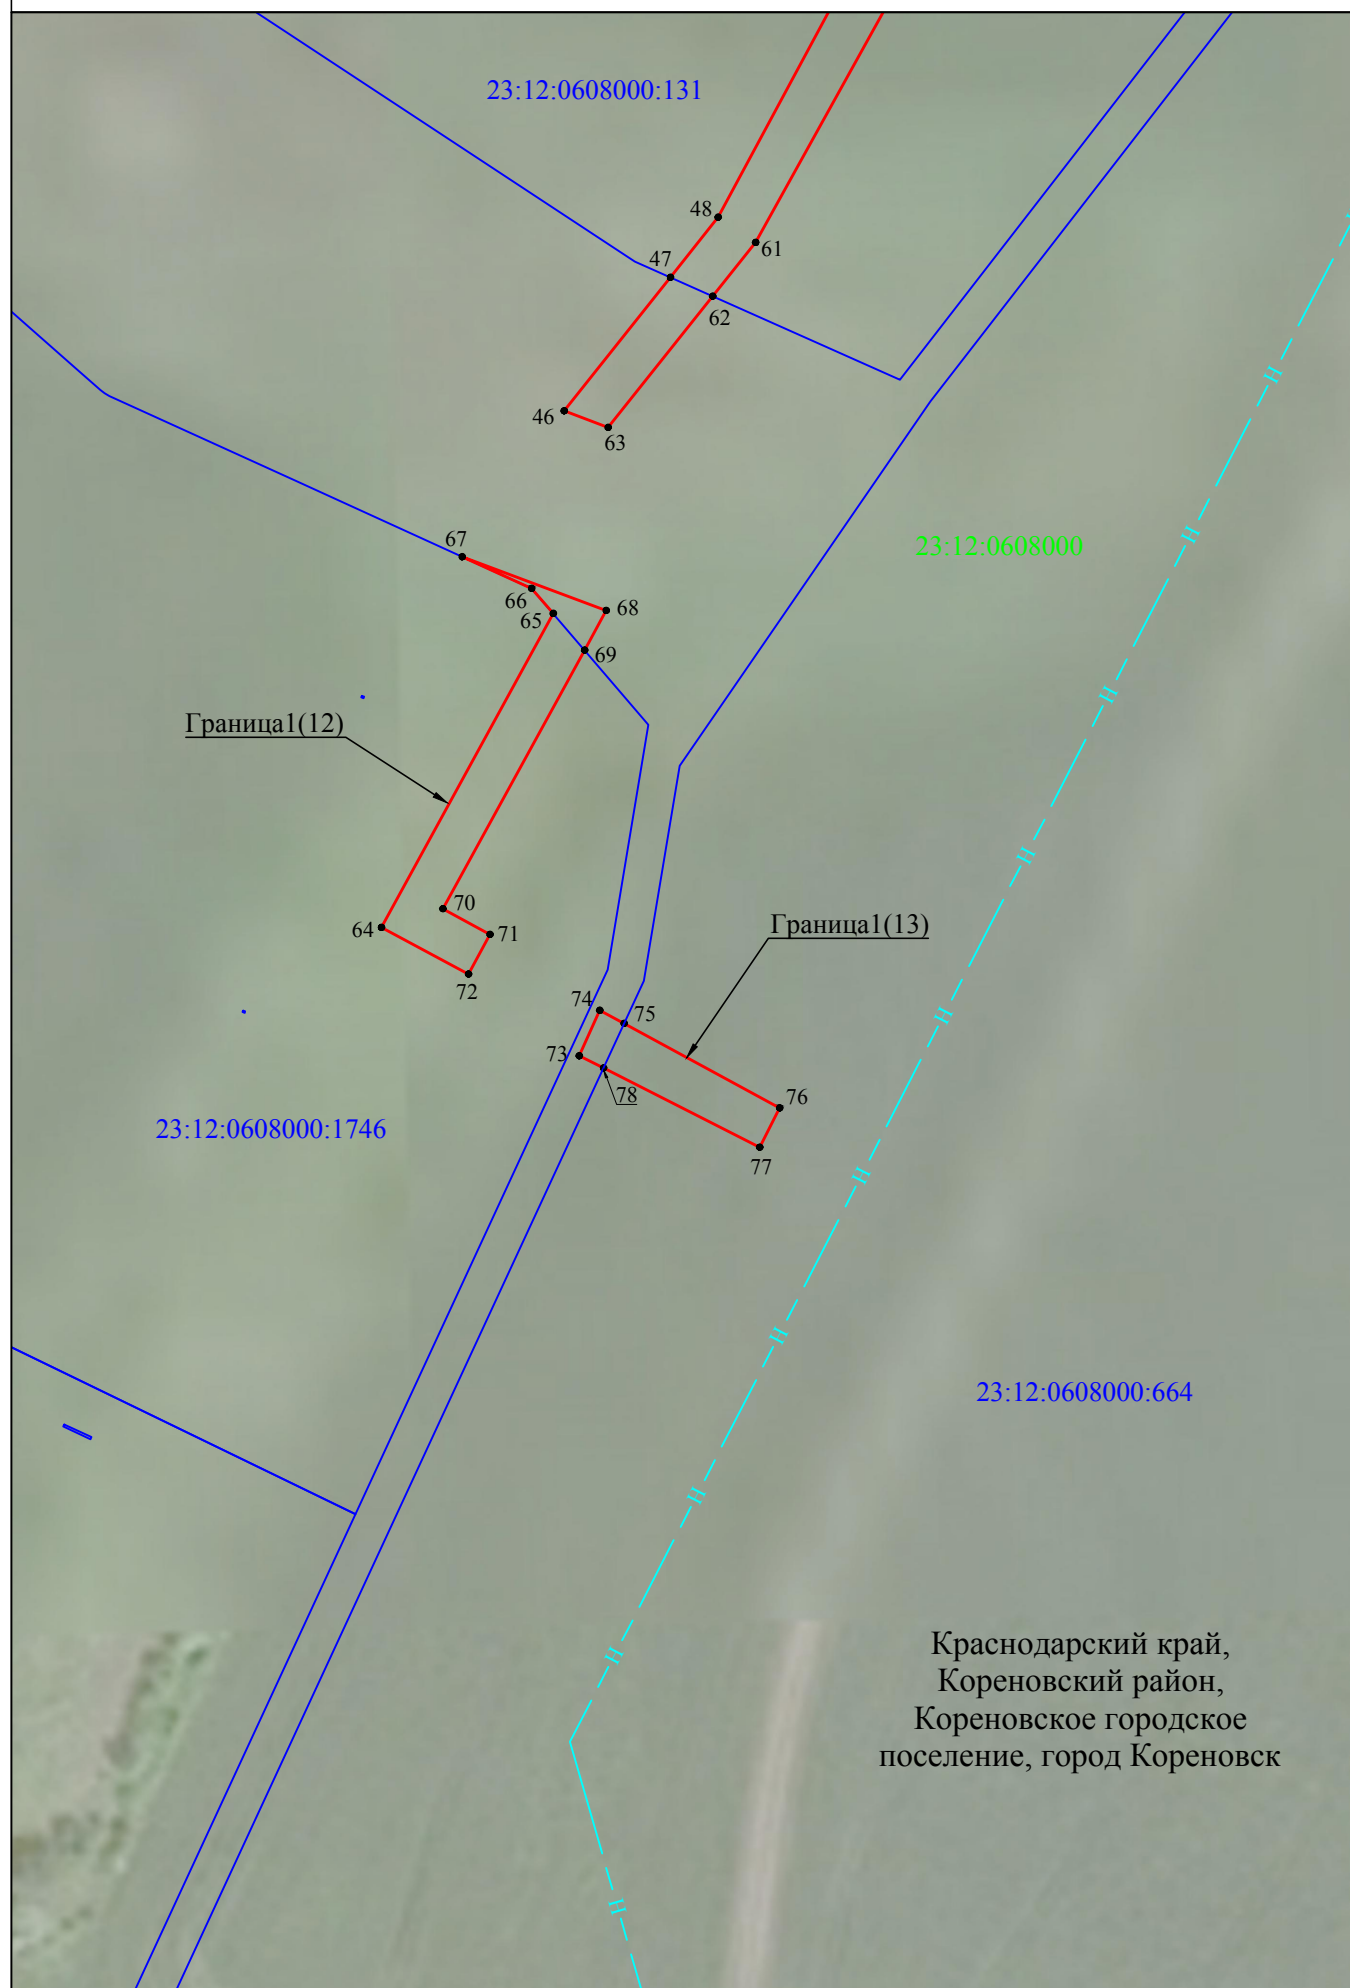 23:12:0608000:131
48
61
47
62
46
63
23:12:0608000
67
66
68
65
69
Граница1(12)
70
64
71
Граница1(13)
72
74
75
73
78
76
23:12:0608000:1746
77
23:12:0608000:664
Краснодарский край,
Кореновский район,
Кореновское городское
поселение, город Кореновск
Н
Н
Н
Н
Н
Н
Н
Н
Н
Н